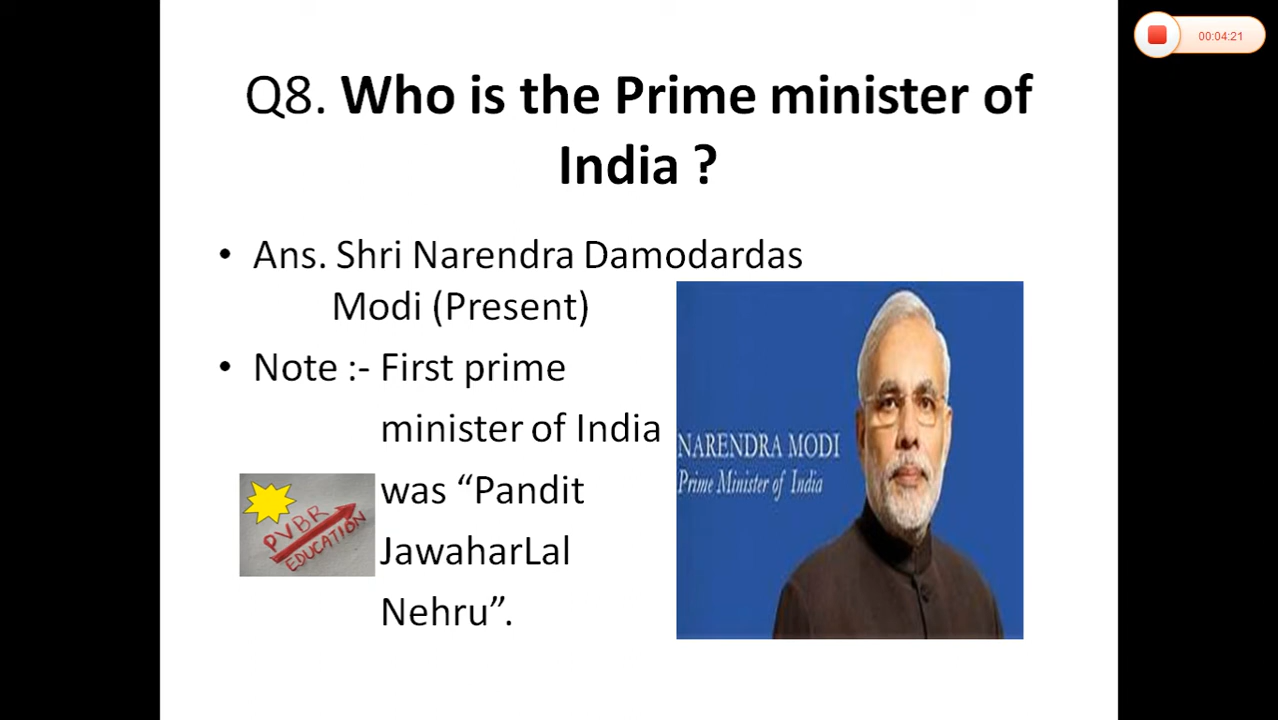 00:04:21
Q8. Who is the Prime minister of
India ?
• Ans. Shri Narendra Damodardas
Modi (Present)
• Note :- First prime
minister of India
was “Pandit
JawaharLal
Nehru”.
NARENDRA MODI
Prime Minister of India
PVBR
EDUCATION